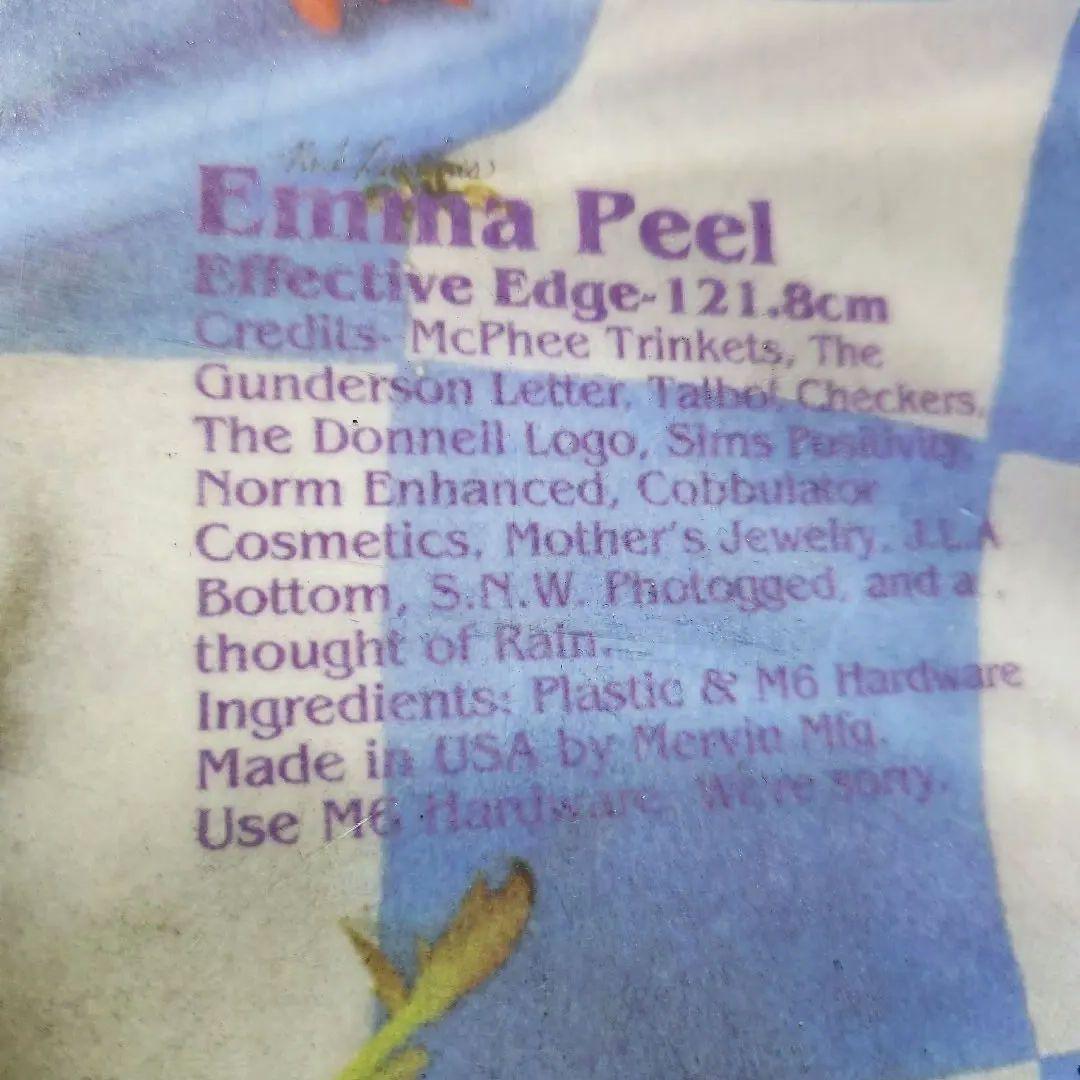 Emma Peel
Effective Edge-121.8cm
Credits- McPhee Trinkets, The
Gunderson Letter, Talbot Checkers,
The Donnell Logo, Sims Positivity,
Norm Enhanced, Cobbulator
Cosmetics, Mother's Jewelry, J.L.A
Bottom, S.N.W. Photogged, and a
thought of Rain.
Ingredients: Plastic & M6 Hardware
Made in USA by Mervin Mfg.
Use M6 Hardware. We're sorry.